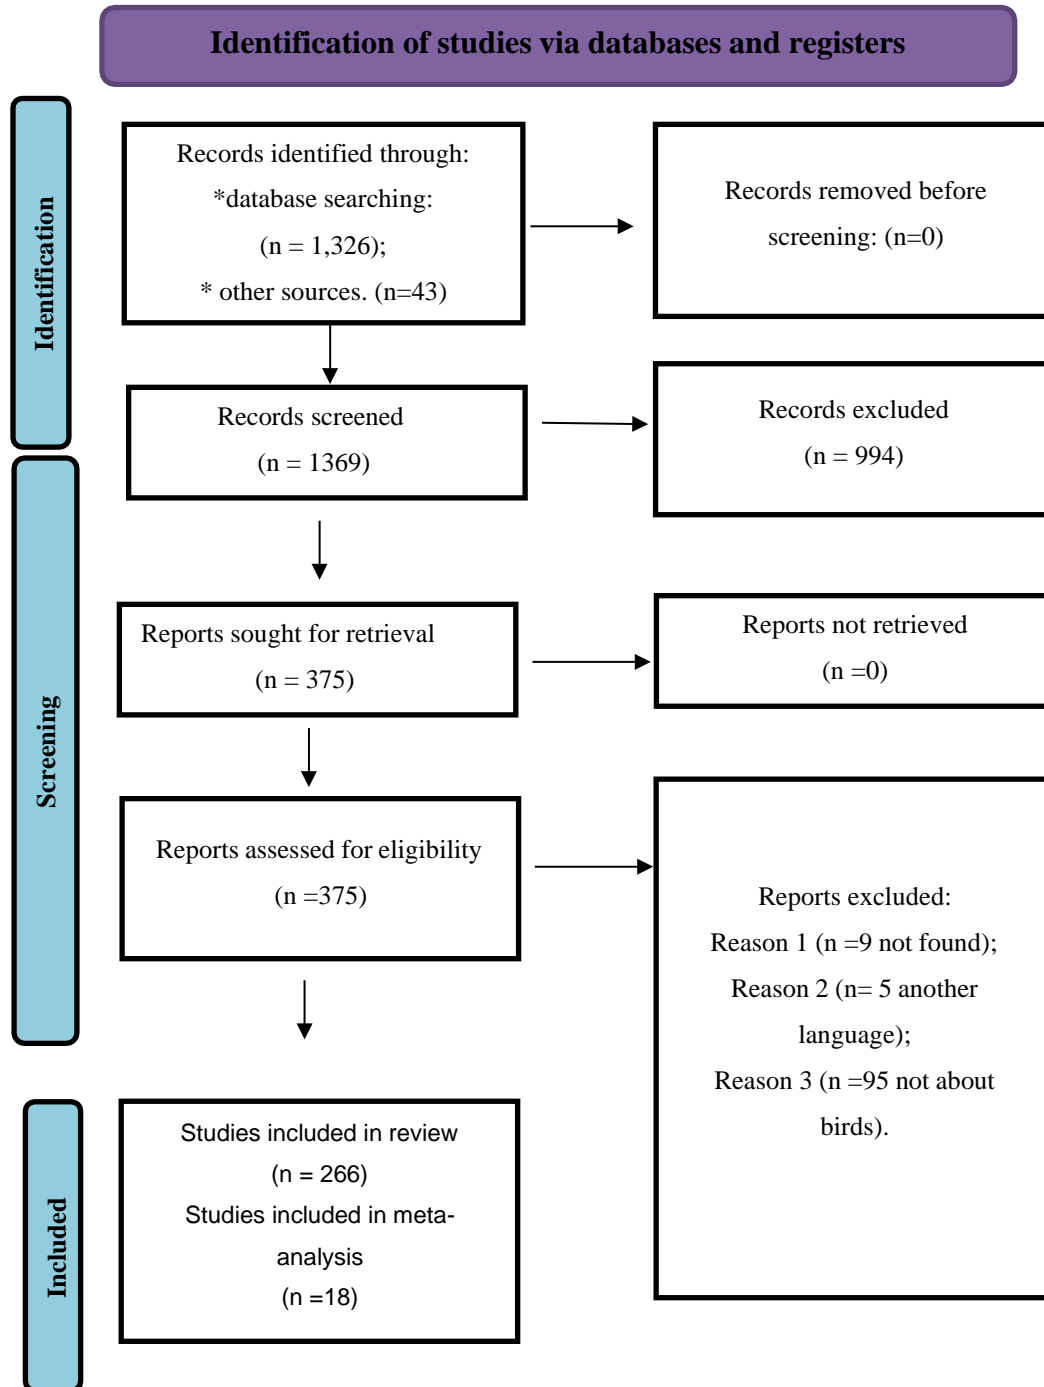 Identification of studies via databases and registers
Identification
Records identified through:
*database searching:
(n = 1,326);
* other sources. (n=43)
Records removed before
screening: (n=0)
Records screened
(n = 1369)
Records excluded
(n = 994)
Screening
Reports sought for retrieval
(n = 375)
Reports not retrieved
(n =0)
Reports assessed for eligibility
(n =375)
Reports excluded:
Reason 1 (n =9 not found);
Reason 2 (n= 5 another
language);
Reason 3 (n =95 not about
birds).
Included
Studies included in review
(n = 266)
Studies included in meta-
analysis
(n =18)